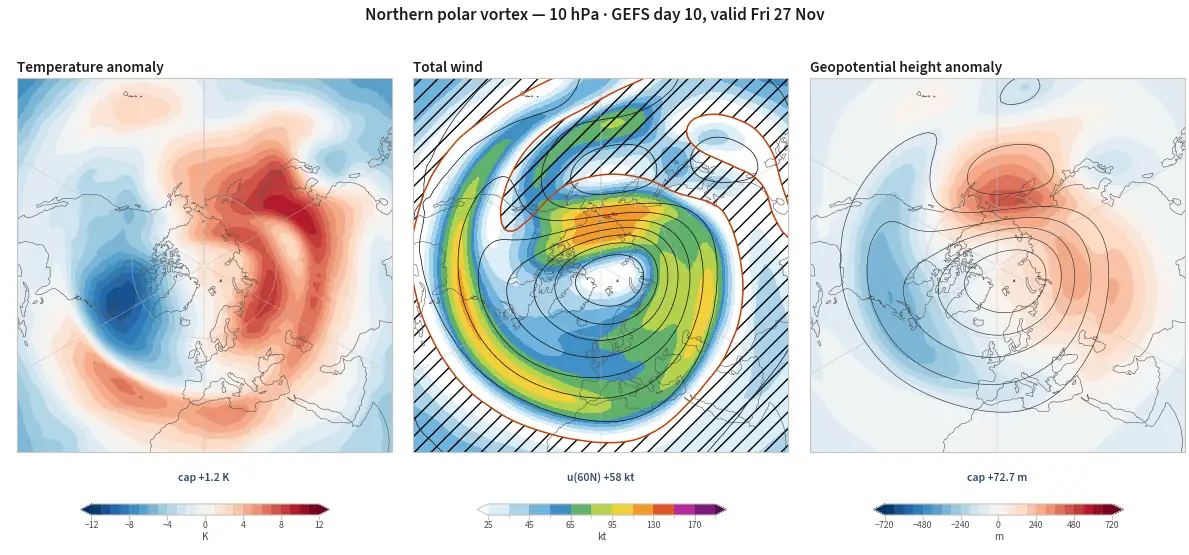 Northern polar vortex — 10 hPa · GEFS day 10, valid Fri 27 Nov
Temperature anomaly
Total wind
Geopotential height anomaly
cap +1.2 K
u(60N) +58 kt
cap +72.7 m
−12 −8 −4 0 4 8 12
K
25 45 65 95 130 170
kt
−720 −480 −240 0 240 480 720
m